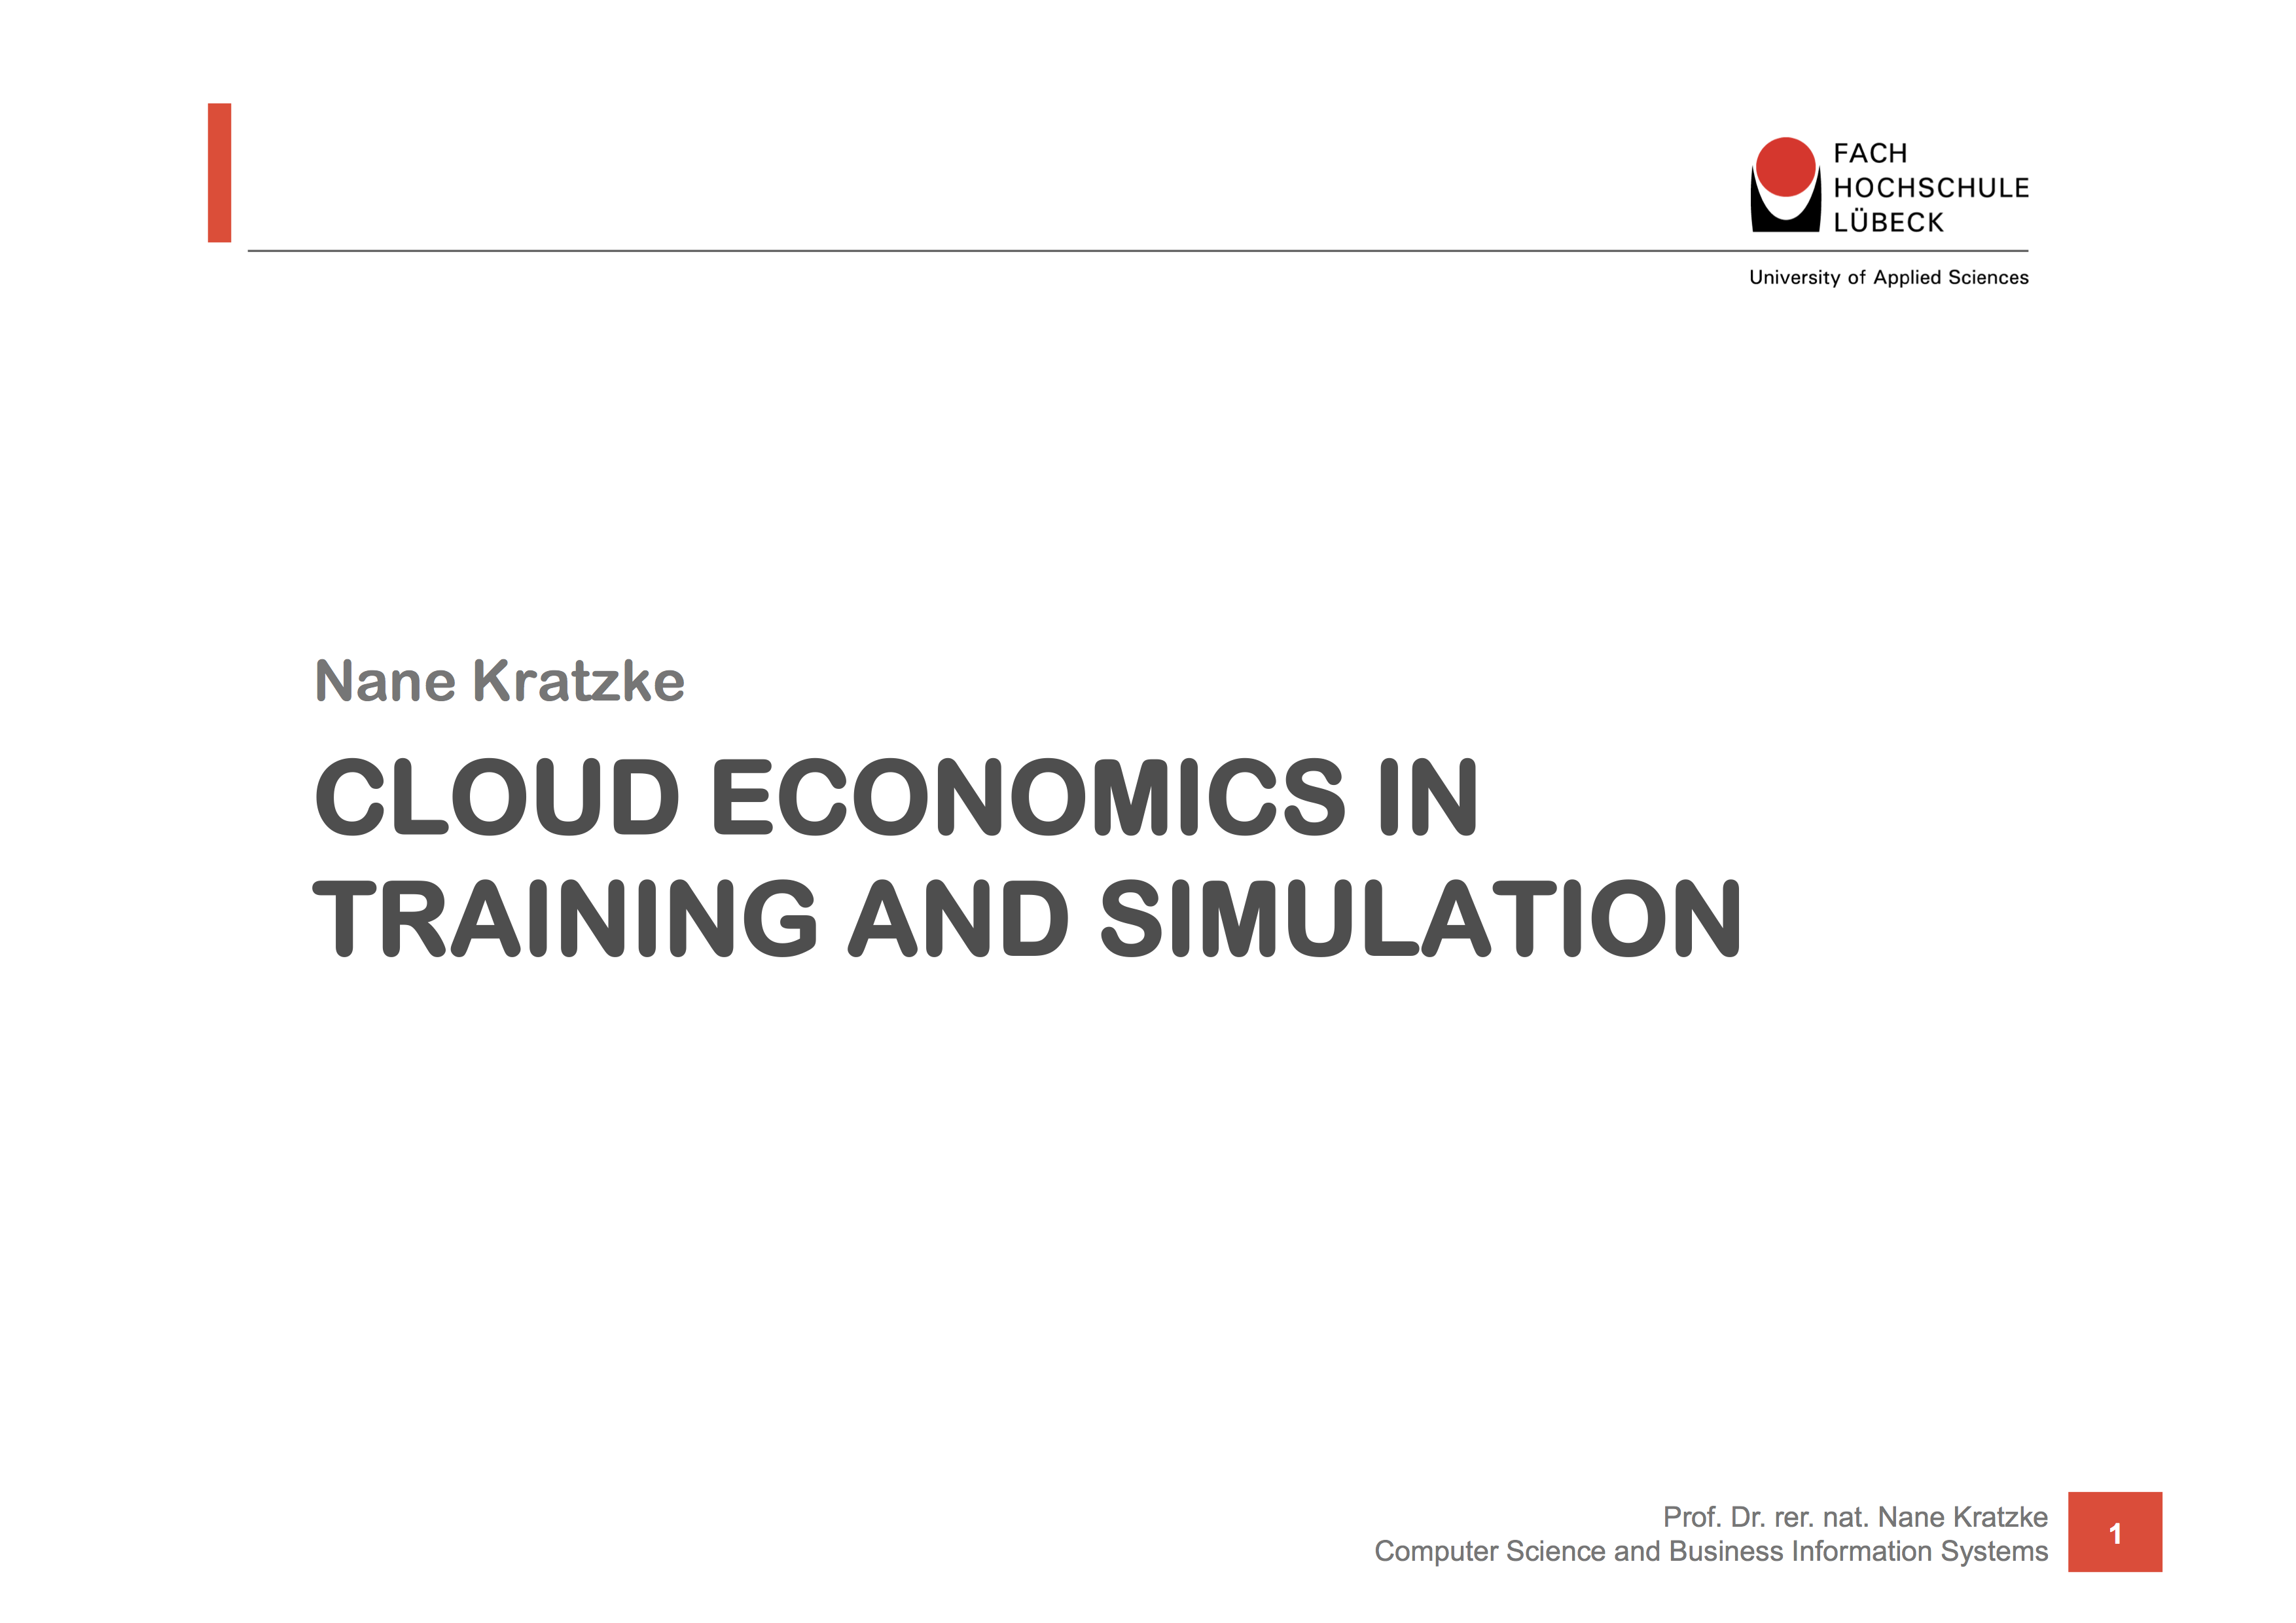 FACH
HOCHSCHULE
LÜBECK
University of Applied Sciences
Nane Kratzke
CLOUD ECONOMICS IN
TRAINING AND SIMULATION
Prof. Dr. rer. nat. Nane Kratzke
Computer Science and Business Information Systems
1